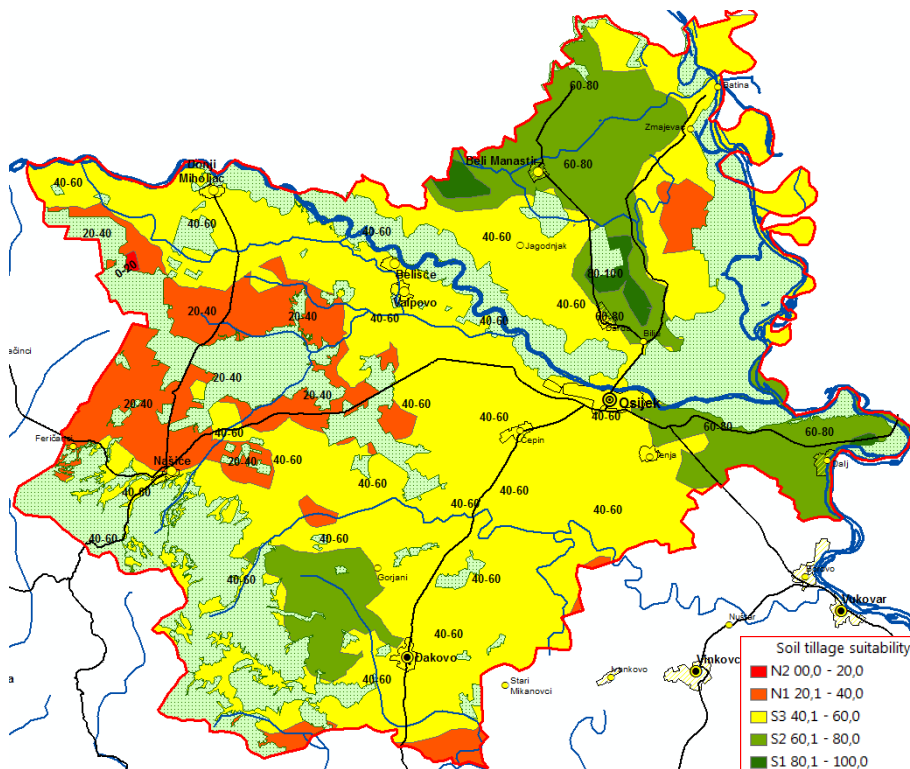 60-80
Batina
Zmajevac
Beli Manastir
60-80
Donji
Miholjac
40-60
40-60
20-40
0-20
40-60
40-60
Jagodnjak
80-100
Belišće
Valpovo
40-60
20-40
20-40
40-60
40-60
60-80
Darda
Bilje
20-40
20-40
20-40
40-60
Osijek
40-60
60-80
60-80
Feričanci
40-60
40-60
Čepin
Tenja
Dalj
Našice
20-40
40-60
40-60
40-60
40-60
40-60
40-60
40-60
40-60
40-60
Gorjani
40-60
40-60
Vukovar
Nuštar
Đakovo
40-60
Stari
Mikanovci
Ivankovo
Vinkovc
Soil tillage suitability
N2 00,0 - 20,0
N1 20,1 - 40,0
S3 40,1 - 60,0
S2 60,1 - 80,0
S1 80,1 - 100,0